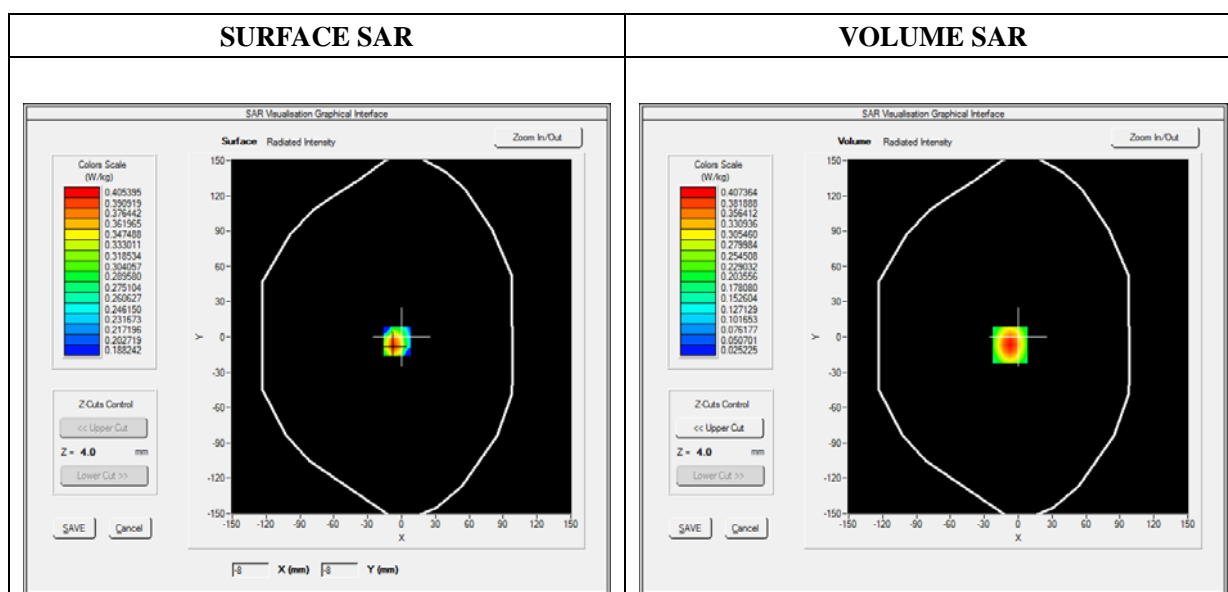 SURFACE SAR
VOLUME SAR
SAR Visualisation Graphical Interface
Surface Radiated Intensity
Zoom In/Out
Colors Scale
(W/kg)
0.405395
0.390919
0.376442
0.361965
0.347488
0.333011
0.318534
0.304057
0.289580
0.275104
0.260627
0.246150
0.231673
0.217196
0.202719
0.188242
150
120
90
60
30
0
-30
-60
-90
-120
-150
Y
-150 -120 -90 -60 -30 0 30 60 90 120 150
X
Z-Cuts Control
<< Upper Cut
Z = 4.0 mm
Lower Cut >>
SAVE Cancel
-8 X (mm) -8 Y (mm)
SAR Visualisation Graphical Interface
Volume Radiated Intensity
Zoom In/Out
Colors Scale
(W/kg)
0.407364
0.381888
0.356412
0.330936
0.305460
0.279984
0.254508
0.229032
0.203556
0.178080
0.152604
0.127129
0.101653
0.076177
0.050701
0.025225
150
120
90
60
30
0
-30
-60
-90
-120
-150
Y
-150 -120 -90 -60 -30 0 30 60 90 120 150
X
Z-Cuts Control
<< Upper Cut
Z = 4.0 mm
Lower Cut >>
SAVE Cancel